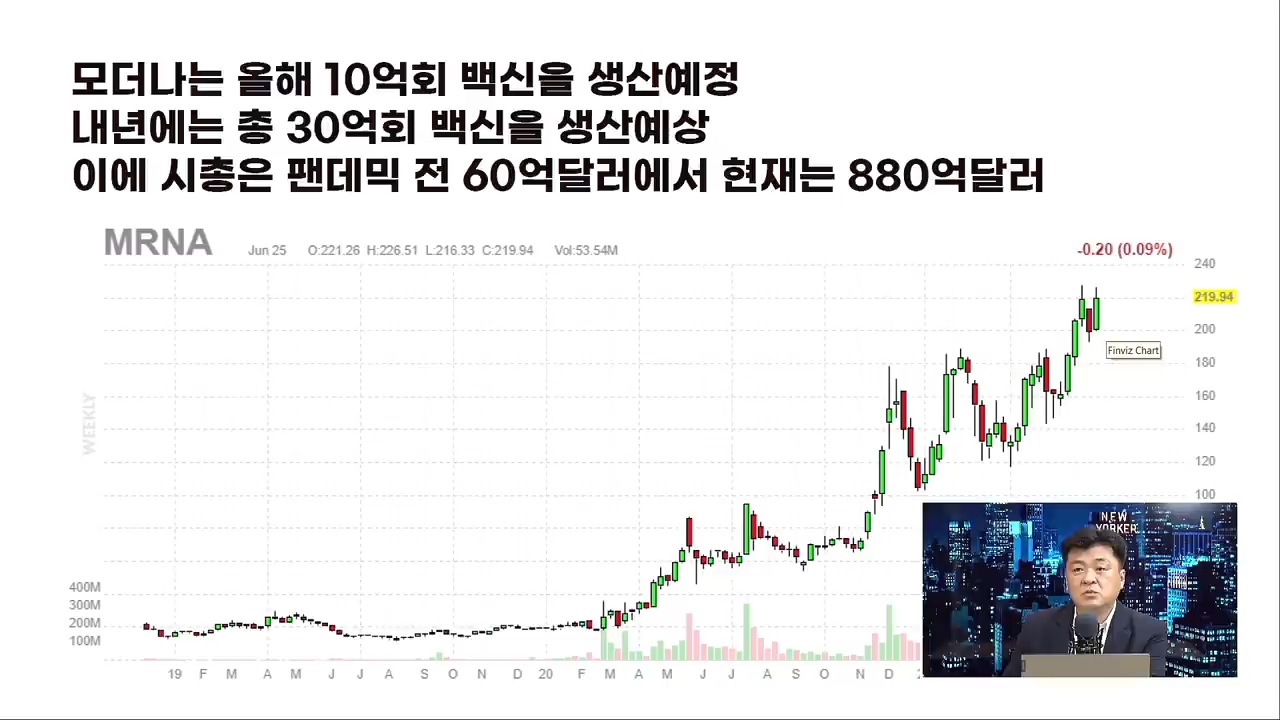 모더나는 올해 10억회 백신을 생산예정
내년에는 총 30억회 백신을 생산예상
이에 시총은 팬데믹 전 60억달러에서 현재는 880억달러
MRNA Jun 25 O:221.26 H:226.51 L:216.33 C:219.94 Vol:53.54M -0.20 (0.09%)
240
219.94
200
Finviz Chart
180
160
WEEKLY
140
120
100
NEW
YORKER
400M
300M
200M
100M
19 F M A M J J A S O N D 20 F M A M J J A S O N D